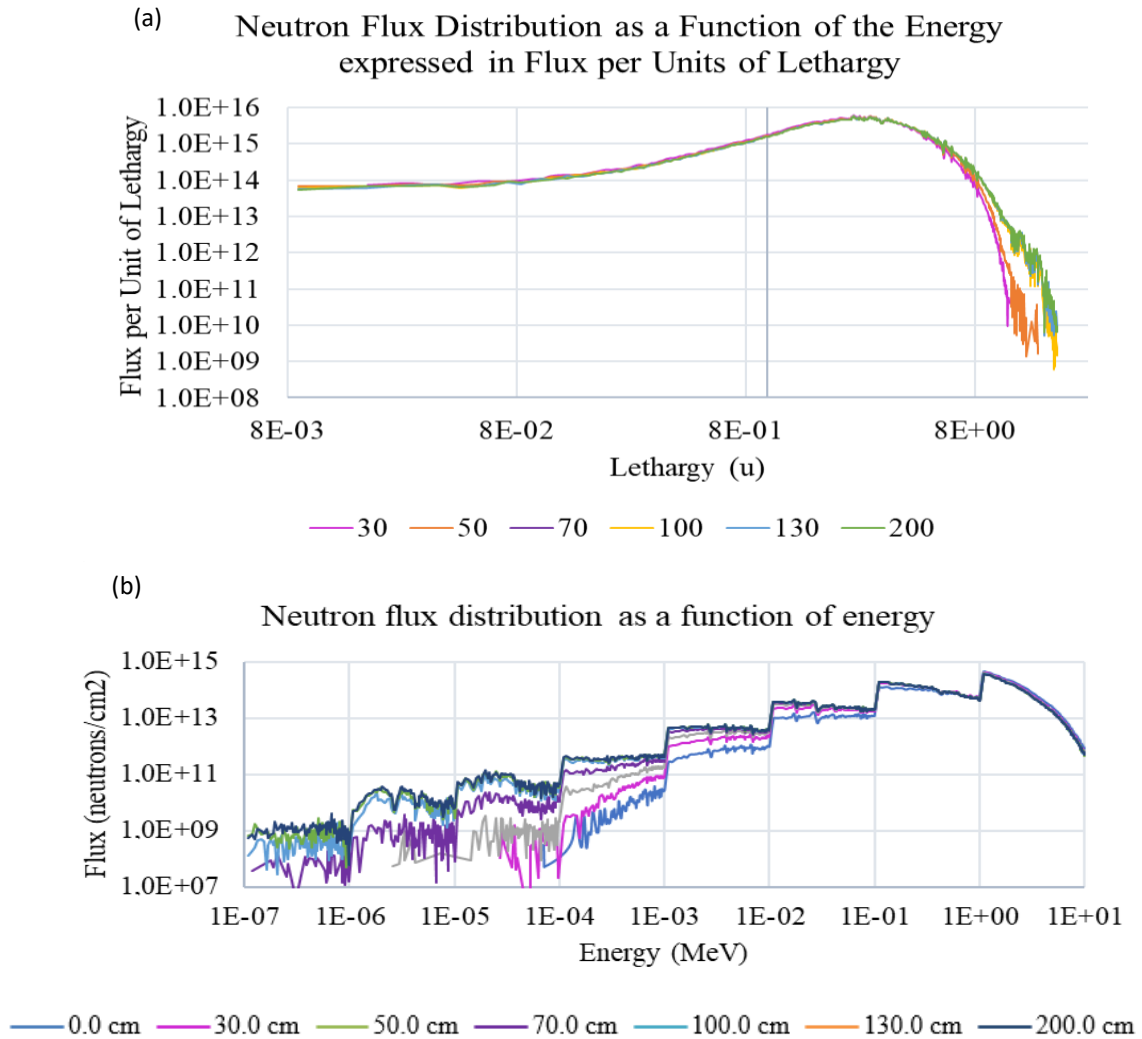 (a)
Neutron Flux Distribution as a Function of the Energy
expressed in Flux per Units of Lethargy
Flux per Unit of Lethargy
1.0E+16
1.0E+15
1.0E+14
1.0E+13
1.0E+12
1.0E+11
1.0E+10
1.0E+09
1.0E+08
8E-03 8E-02 8E-01 8E+00
Lethargy (u)
30 50 70 100 130 200
(b)
Neutron flux distribution as a function of energy
Flux (neutrons/cm2)
1.0E+15
1.0E+13
1.0E+11
1.0E+09
1.0E+07
1E-07 1E-06 1E-05 1E-04 1E-03 1E-02 1E-01 1E+00 1E+01
Energy (MeV)
0.0 cm 30.0 cm 50.0 cm 70.0 cm 100.0 cm 130.0 cm 200.0 cm